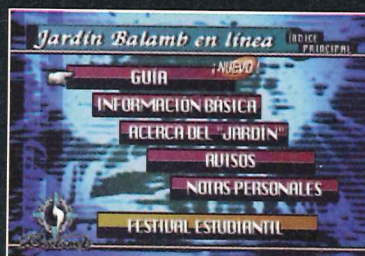 Jardín Balamb en línea
ÍNDICE
PRINCIPAL
¡NUEVO!
GUÍA
INFORMACIÓN BÁSICA
ACERCA DEL "JARDÍN"
AVISOS
NOTAS PERSONALES
FESTIVAL ESTUDIANTIL